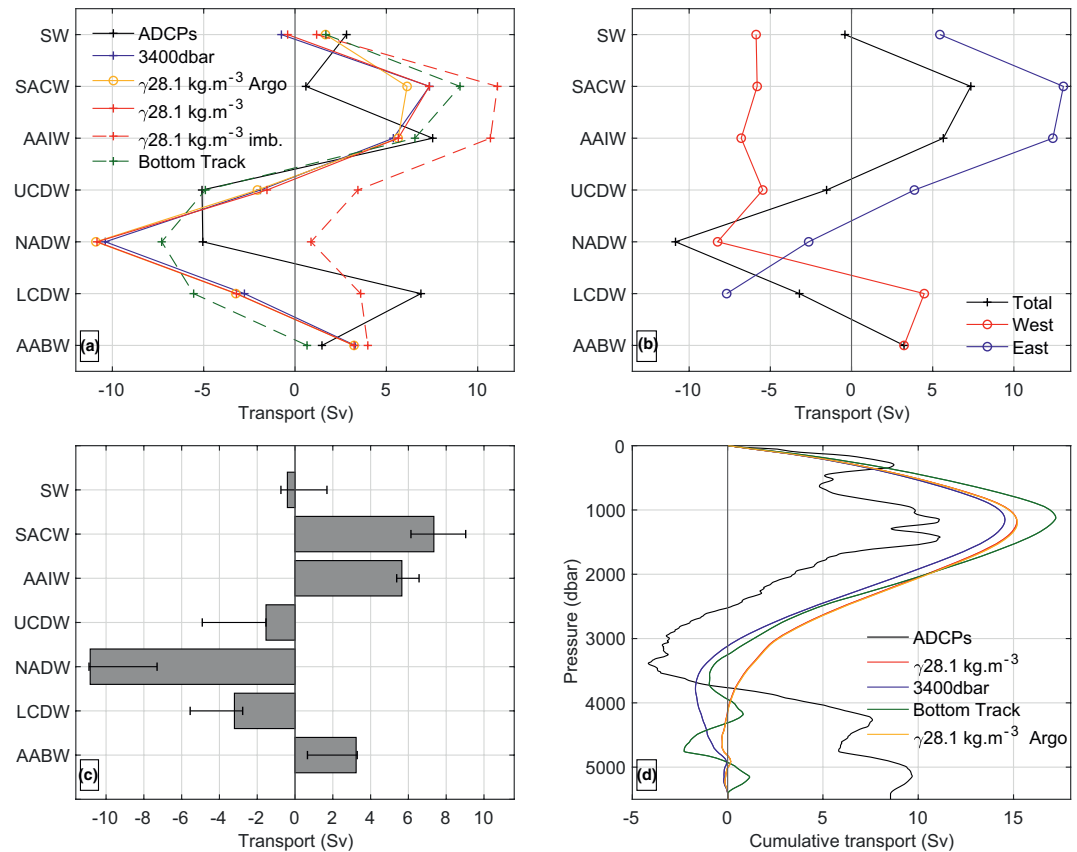 SW
SACW
AAIW
UCDW
NADW
LCDW
AABW
ADCPs
3400dbar
γ28.1 kg.m⁻³ Argo
γ28.1 kg.m⁻³
γ28.1 kg.m⁻³ imb.
Bottom Track
(a)
-10 -5 0 5 10
Transport (Sv)
SW
SACW
AAIW
UCDW
NADW
LCDW
AABW
Total
West
East
(b)
-10 -5 0 5 10
Transport (Sv)
SW
SACW
AAIW
UCDW
NADW
LCDW
AABW
(c)
-10 -8 -6 -4 -2 0 2 4 6 8 10
Transport (Sv)
0
1000
2000
3000
4000
5000
Pressure (dbar)
ADCPs
γ28.1 kg.m⁻³
3400dbar
Bottom Track
γ28.1 kg.m⁻³ Argo
(d)
-5 0 5 10 15
Cumulative transport (Sv)